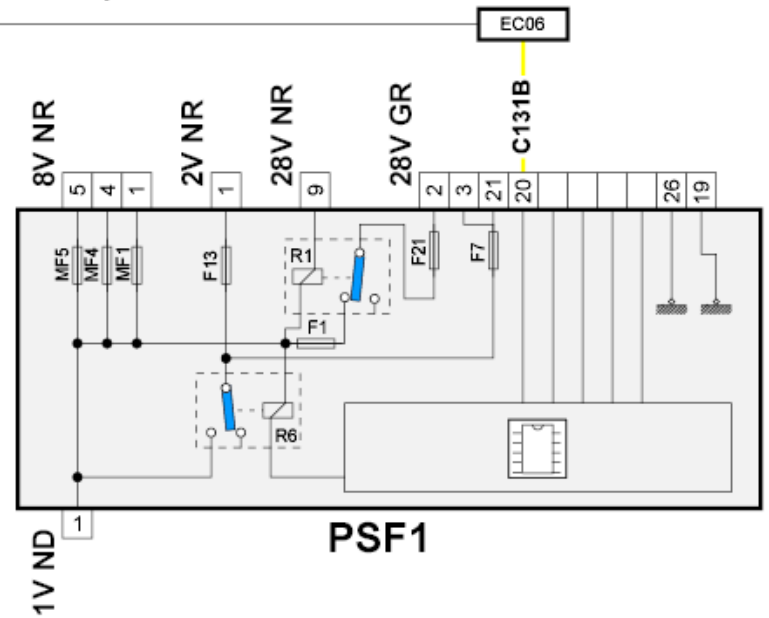 EC06
C131B
8V NR
2V NR
28V NR
28V GR
5 4 1 1 9 2 3 21 20 26 19
MF5 MF4 MF1 F13 R1 F21 F7
F1
R6
1
1V ND
PSF1